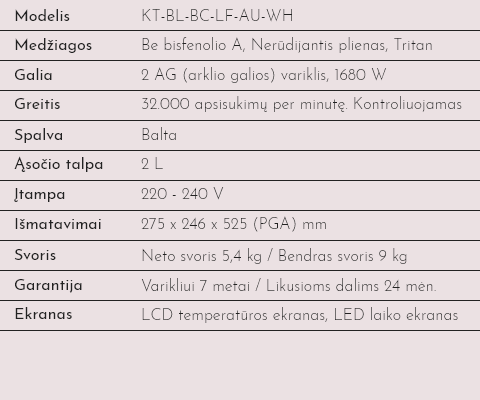 Modelis KT-BL-BC-LF-AU-WH
Medžiagos Be bisfenolio A, Nerūdijantis plienas, Tritan
Galia 2 AG (arklio galios) variklis, 1680 W
Greitis 32.000 apsisukimų per minutę. Kontroliuojamas
Spalva Balta
Ąsočio talpa 2 L
Įtampa 220 - 240 V
Išmatavimai 275 x 246 x 525 (PGA) mm
Svoris Neto svoris 5,4 kg / Bendras svoris 9 kg
Garantija Varikliui 7 metai / Likusioms dalims 24 mėn.
Ekranas LCD temperatūros ekranas, LED laiko ekranas